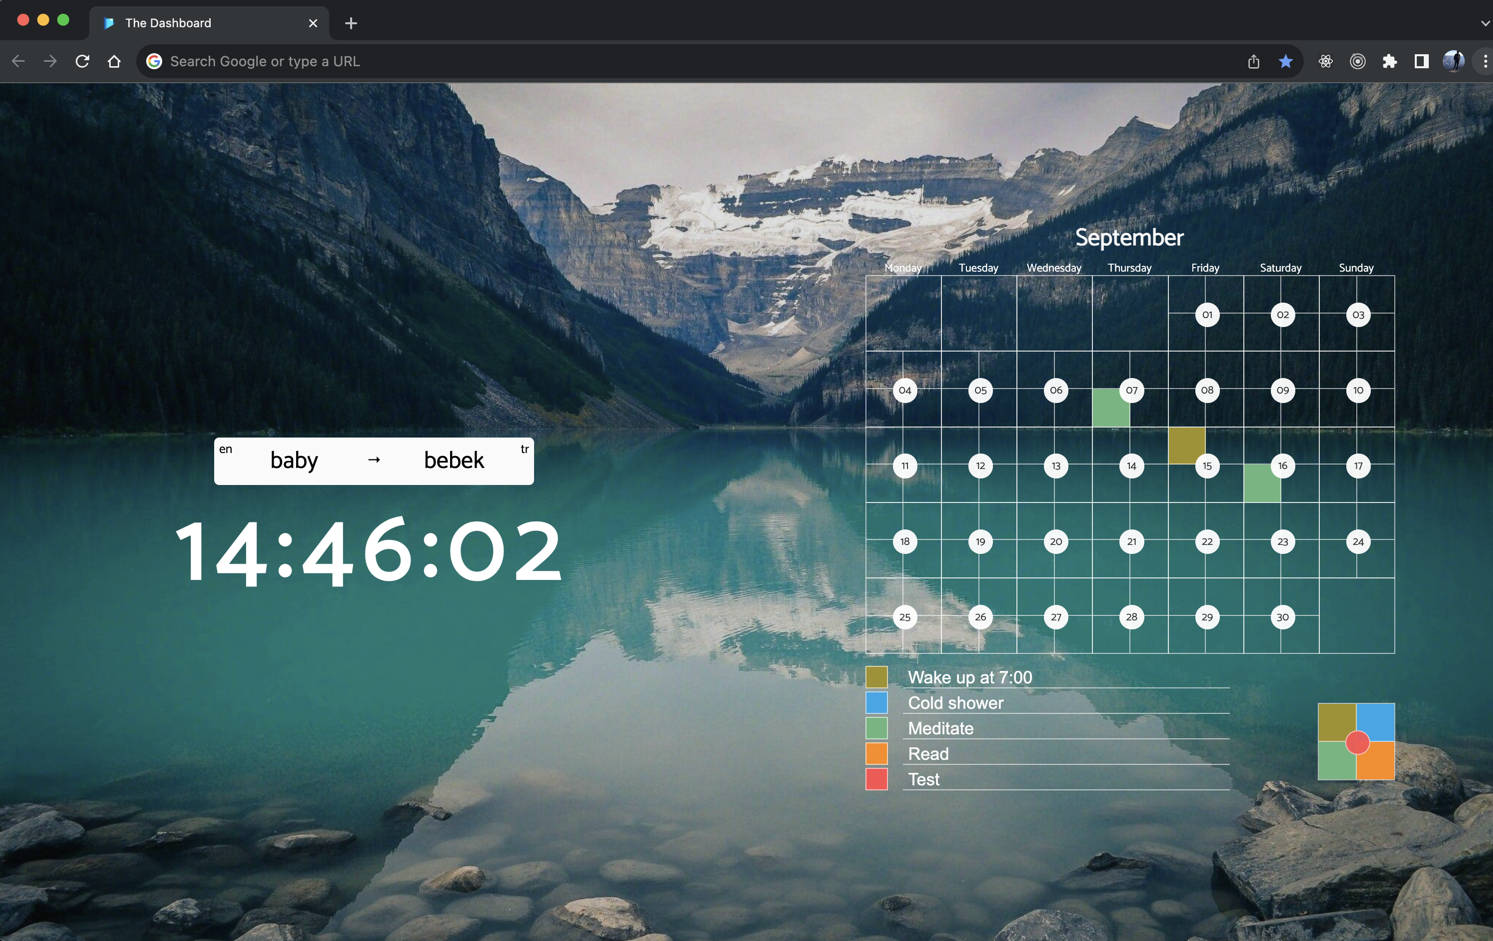 The Dashboard
Search Google or type a URL
September
Monday Tuesday Wednesday Thursday Friday Saturday Sunday
01 02 03
04 05 06 07 08 09 10
en baby → bebek tr
11 12 13 14 15 16 17
14:46:02
18 19 20 21 22 23 24
25 26 27 28 29 30
Wake up at 7:00
Cold shower
Meditate
Read
Test